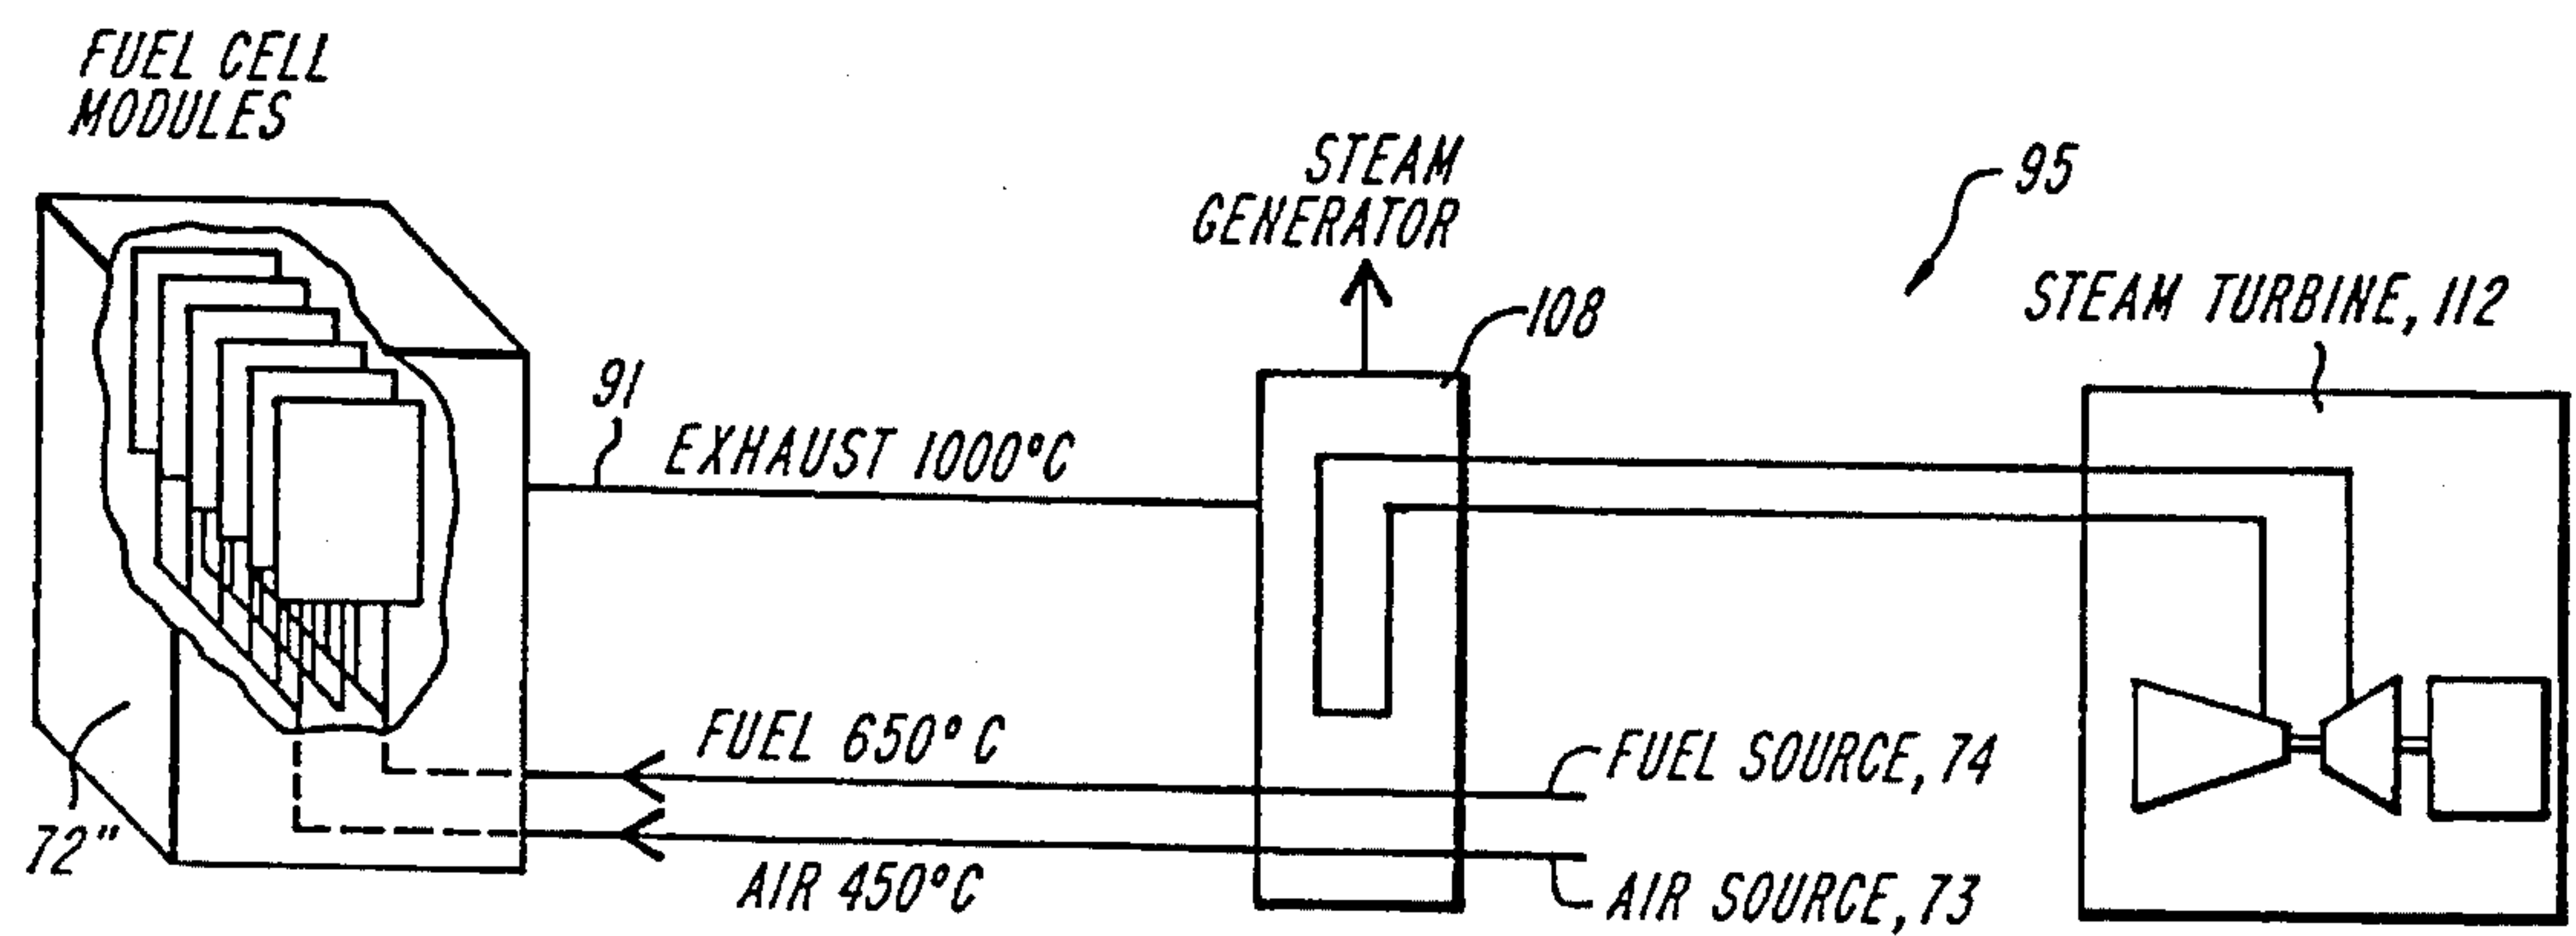 FUEL CELL
MODULES
STEAM
GENERATOR
95
STEAM TURBINE, 112
108
91
EXHAUST 1000°C
FUEL 650°C
FUEL SOURCE, 74
72"
AIR 450°C
AIR SOURCE, 73